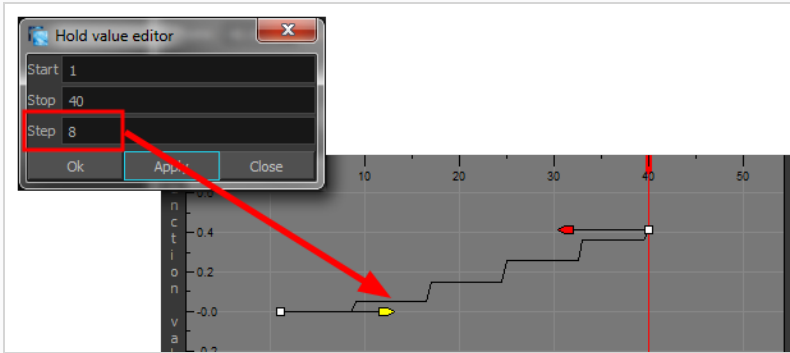 Hold value editor
Start 1
Stop 40
Step 8
Ok Apply Close
10 20 30 40 50
n
c
t
i
o
n
v
a
0.4
0.2
-0.0